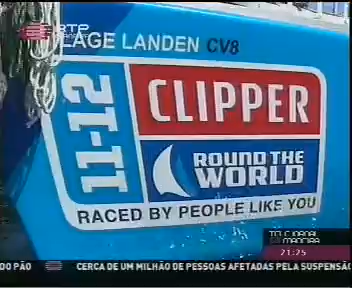 RTP
LAGE LANDEN CV8
11-12
CLIPPER
ROUND THE
WORLD
RACED BY PEOPLE LIKE YOU
MADEIRA
21:25
DO PÃO
CERCA DE UM MILHÃO DE PESSOAS AFETADAS PELA SUSPENSÃO